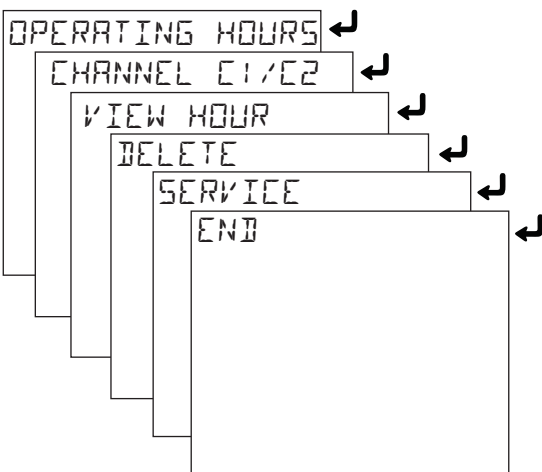 OPERATING HOURS
CHANNEL C1/C2
VIEW HOUR
DELETE
SERVICE
END